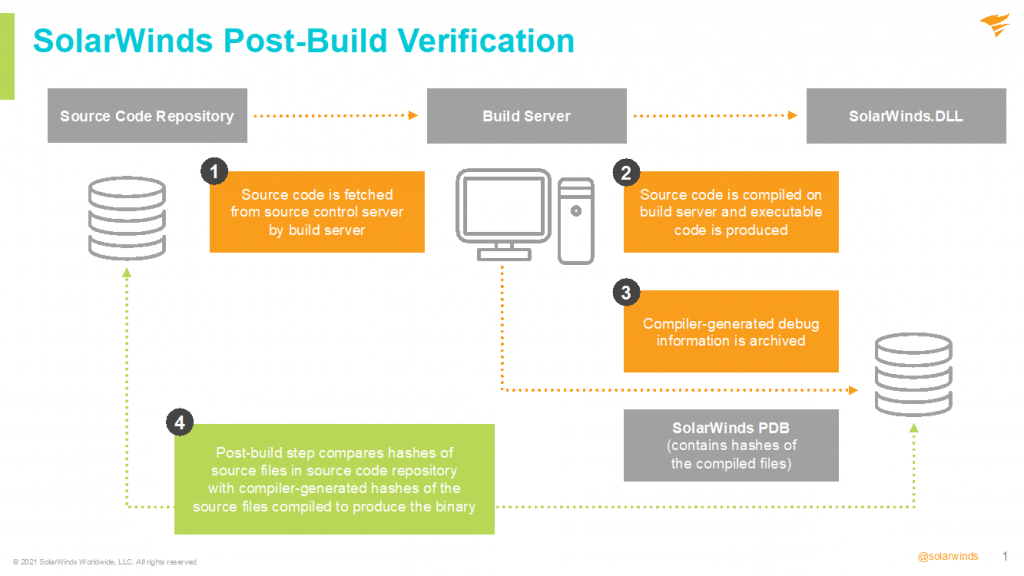 SolarWinds Post-Build Verification
Source Code Repository
Build Server
SolarWinds.DLL
1
Source code is fetched
from source control server
by build server
2
Source code is compiled on
build server and executable
code is produced
3
Compiler-generated debug
information is archived
SolarWinds PDB
(contains hashes of
the compiled files)
4
Post-build step compares hashes of
source files in source code repository
with compiler-generated hashes of the
source files compiled to produce the binary
© 2021 SolarWinds Worldwide, LLC. All rights reserved.
@solarwinds
1